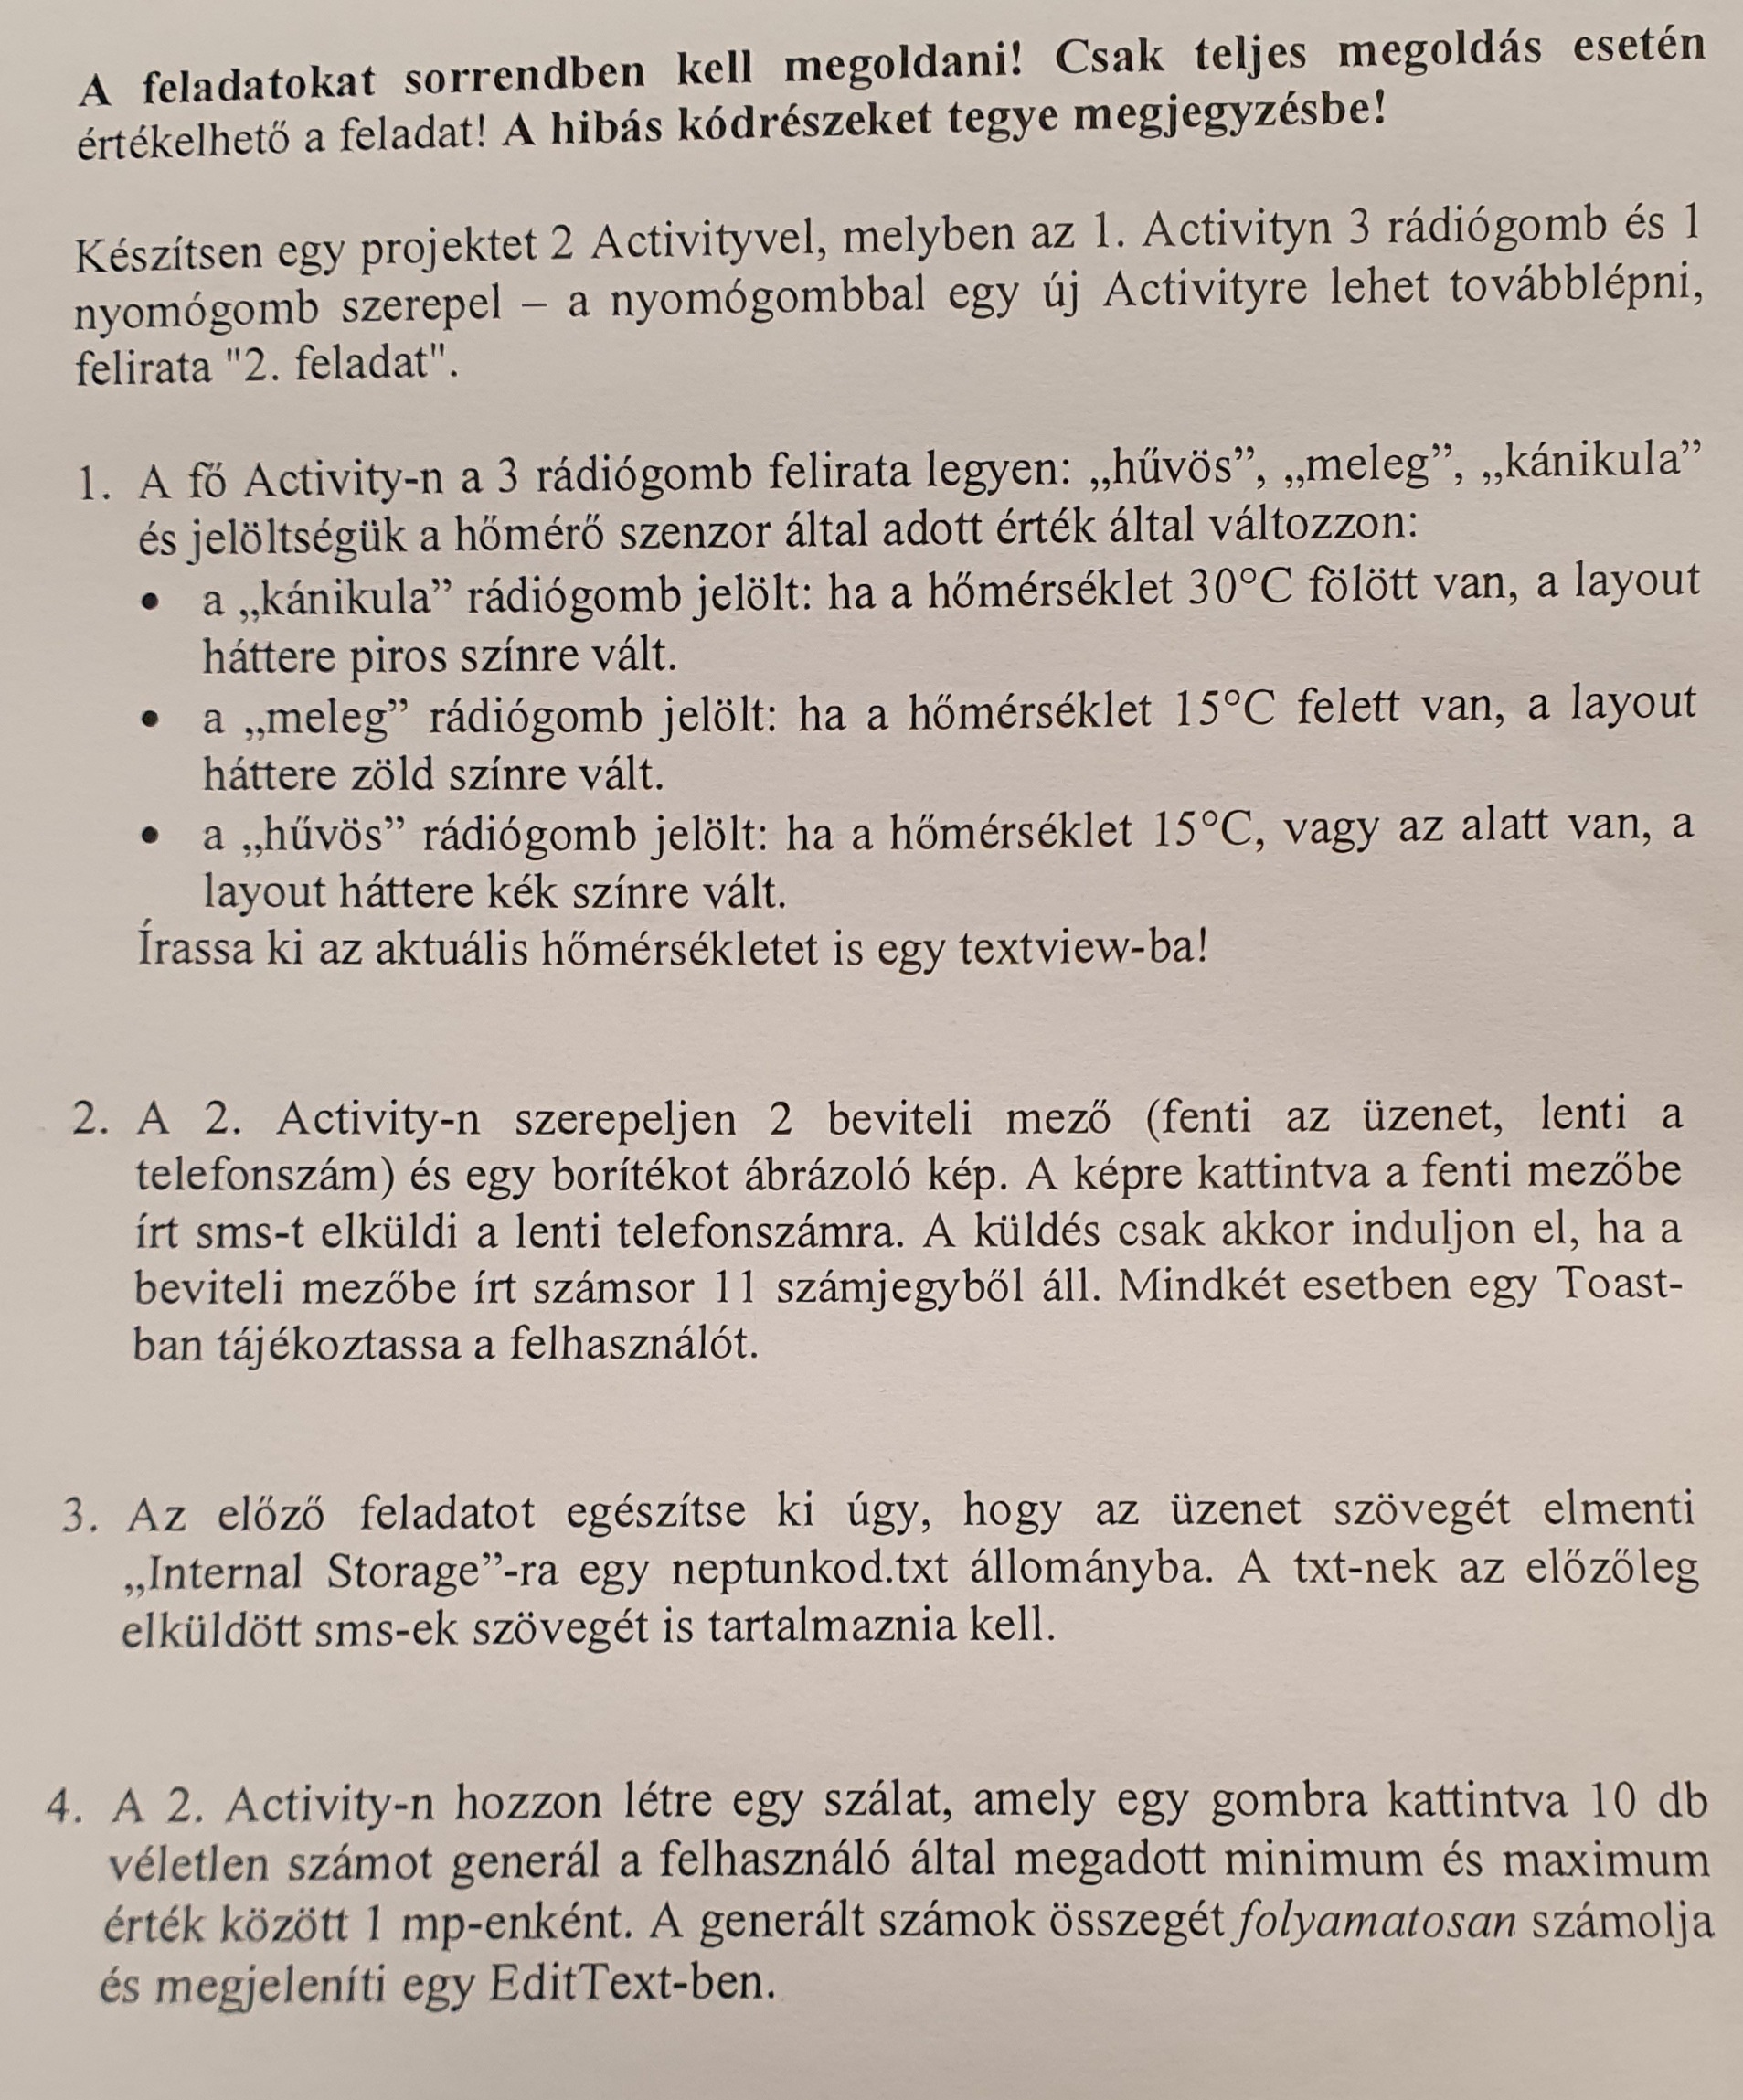 A feladatokat sorrendben kell megoldani! Csak teljes megoldás esetén
értékelhető a feladat! A hibás kódrészeket tegye megjegyzésbe!
Készítsen egy projektet 2 Activityvel, melyben az 1. Activityn 3 rádiógomb és 1
nyomógomb szerepel – a nyomógombbal egy új Activityre lehet továbblépni,
felirata "2. feladat".
1. A fő Activity-n a 3 rádiógomb felirata legyen: „hűvös”, „meleg”, „kánikula”
és jelöltségük a hőmérő szenzor által adott érték által változzon:
• a „kánikula” rádiógomb jelölt: ha a hőmérséklet 30°C fölött van, a layout
háttere piros színre vált.
• a „meleg” rádiógomb jelölt: ha a hőmérséklet 15°C felett van, a layout
háttere zöld színre vált.
• a „hűvös” rádiógomb jelölt: ha a hőmérséklet 15°C, vagy az alatt van, a
layout háttere kék színre vált.
Írassa ki az aktuális hőmérsékletet is egy textview-ba!
2. A 2. Activity-n szerepeljen 2 beviteli mező (fenti az üzenet, lenti a
telefonszám) és egy borítékot ábrázoló kép. A képre kattintva a fenti mezőbe
írt sms-t elküldi a lenti telefonszámra. A küldés csak akkor induljon el, ha a
beviteli mezőbe írt számsor 11 számjegyből áll. Mindkét esetben egy Toast-
ban tájékoztassa a felhasználót.
3. Az előző feladatot egészítse ki úgy, hogy az üzenet szövegét elmenti
„Internal Storage”-ra egy neptunkod.txt állományba. A txt-nek az előzőleg
elküldött sms-ek szövegét is tartalmaznia kell.
4. A 2. Activity-n hozzon létre egy szálat, amely egy gombra kattintva 10 db
véletlen számot generál a felhasználó által megadott minimum és maximum
érték között 1 mp-enként. A generált számok összegét folyamatosan számolja
és megjeleníti egy EditText-ben.